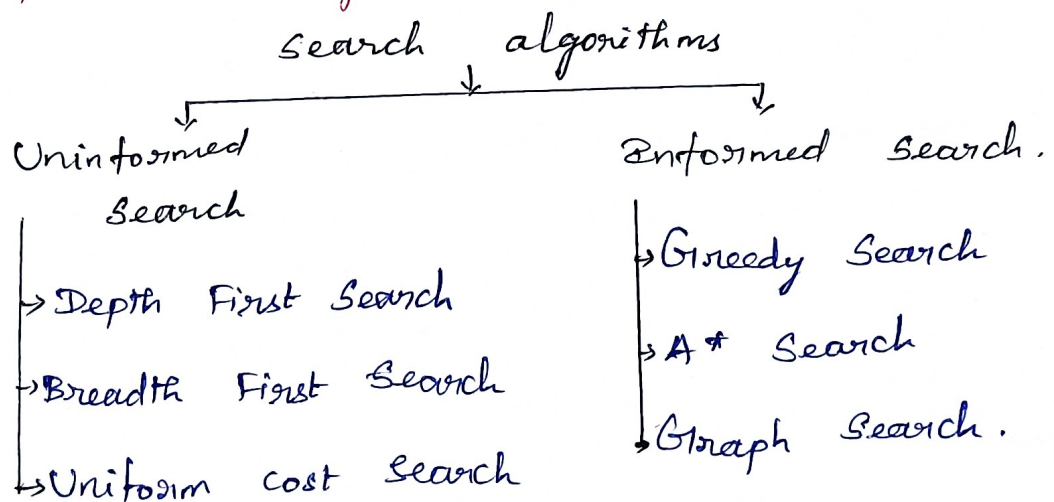 Search algorithms
Uninformed
Search
Informed Search.
Depth First Search
Breadth First Search
Uniform cost Search
Greedy Search
A* Search
Graph Search.